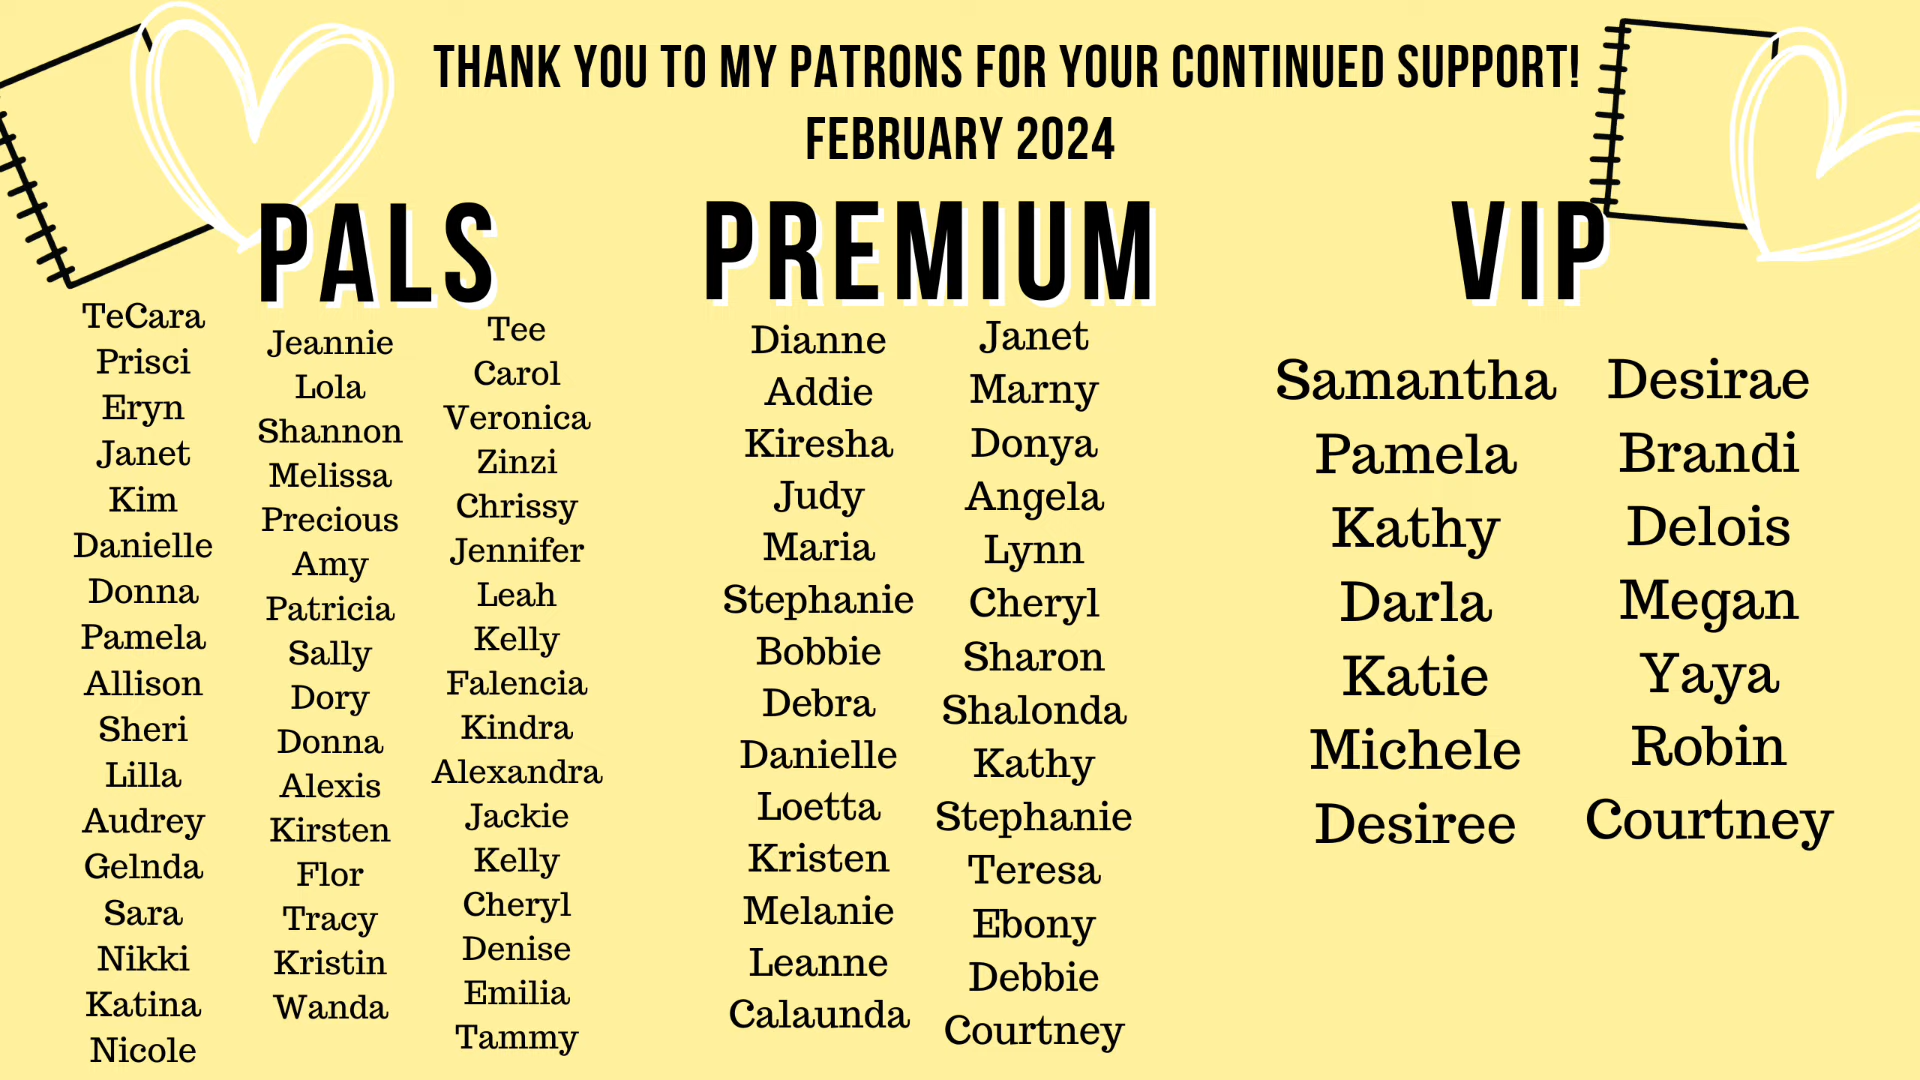 THANK YOU TO MY PATRONS FOR YOUR CONTINUED SUPPORT!
FEBRUARY 2024
PALS
TeCara
Prisci
Eryn
Janet
Kim
Danielle
Donna
Pamela
Allison
Sheri
Lilla
Audrey
Gelnda
Sara
Nikki
Katina
Nicole
Jeannie
Lola
Shannon
Melissa
Precious
Amy
Patricia
Sally
Dory
Donna
Alexis
Kirsten
Flor
Tracy
Kristin
Wanda
Tee
Carol
Veronica
Zinzi
Chrissy
Jennifer
Leah
Kelly
Falencia
Kindra
Alexandra
Jackie
Kelly
Cheryl
Denise
Emilia
Tammy
PREMIUM
Dianne
Addie
Kiresha
Judy
Maria
Stephanie
Bobbie
Debra
Danielle
Loetta
Kristen
Melanie
Leanne
Calaunda
Janet
Marny
Donya
Angela
Lynn
Cheryl
Sharon
Shalonda
Kathy
Stephanie
Teresa
Ebony
Debbie
Courtney
VIP
Samantha
Pamela
Kathy
Darla
Katie
Michele
Desiree
Desirae
Brandi
Delois
Megan
Yaya
Robin
Courtney